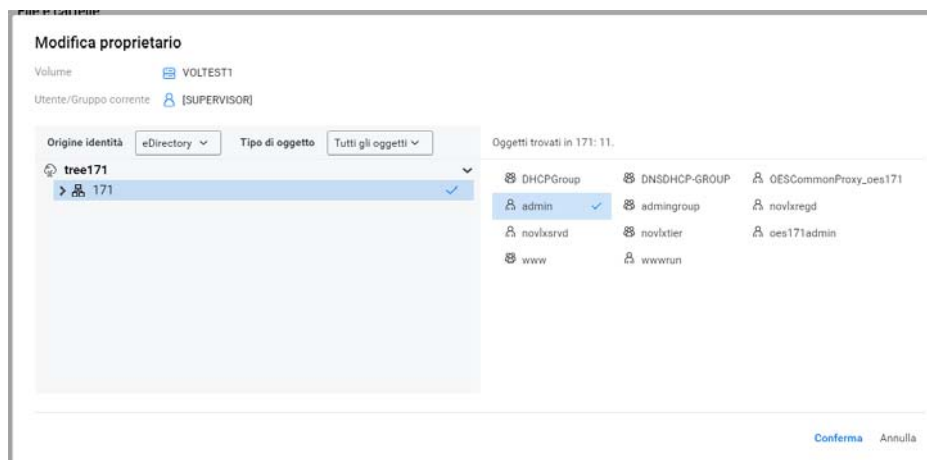 File e cartelle
Modifica proprietario
Volume VOLTEST1
Utente/Gruppo corrente [SUPERVISOR]
Origine identità eDirectory Tipo di oggetto Tutti gli oggetti Oggetti trovati in 171: 11.
tree171
171
DHCPGroup DNSDHCP-GROUP OESCommonProxy_oes171
admin admingroup novlxregd
novlxsrvd novlxtier oes171admin
www wwwrun
Conferma Annulla